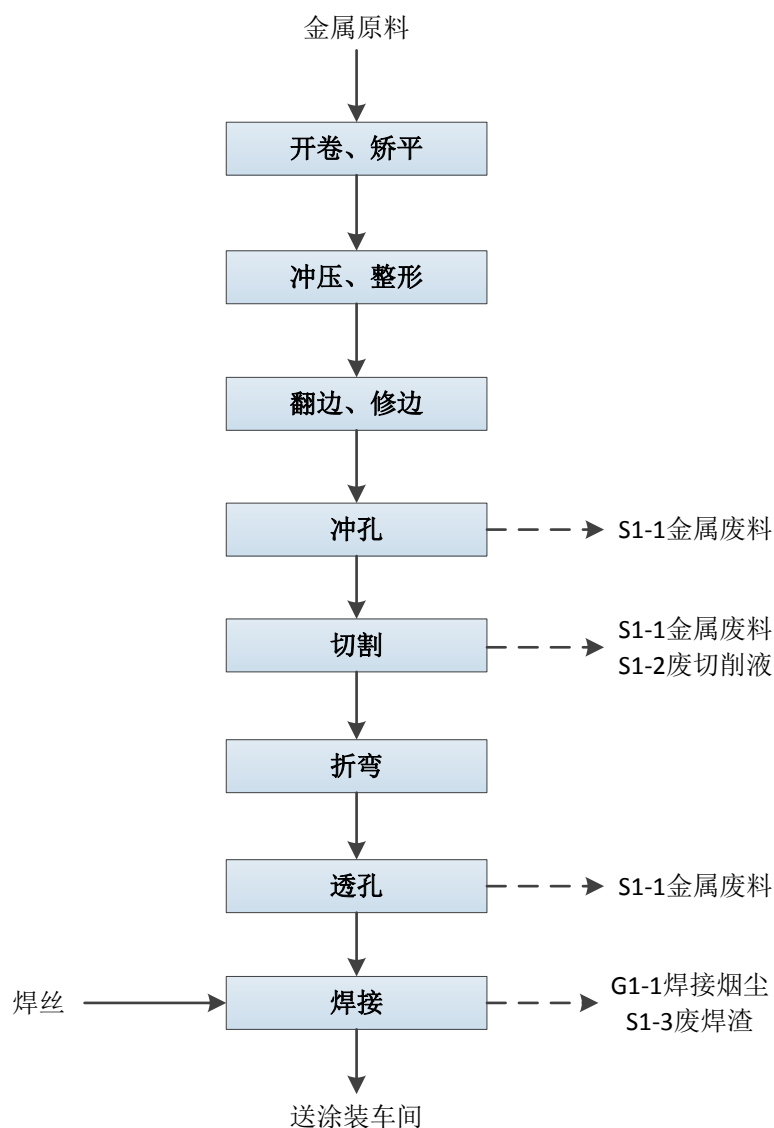 金属原料
开卷、矫平
冲压、整形
翻边、修边
冲孔
S1-1金属废料
切割
S1-1金属废料
S1-2废切削液
折弯
透孔
S1-1金属废料
焊丝
焊接
G1-1焊接烟尘
S1-3废焊渣
送涂装车间